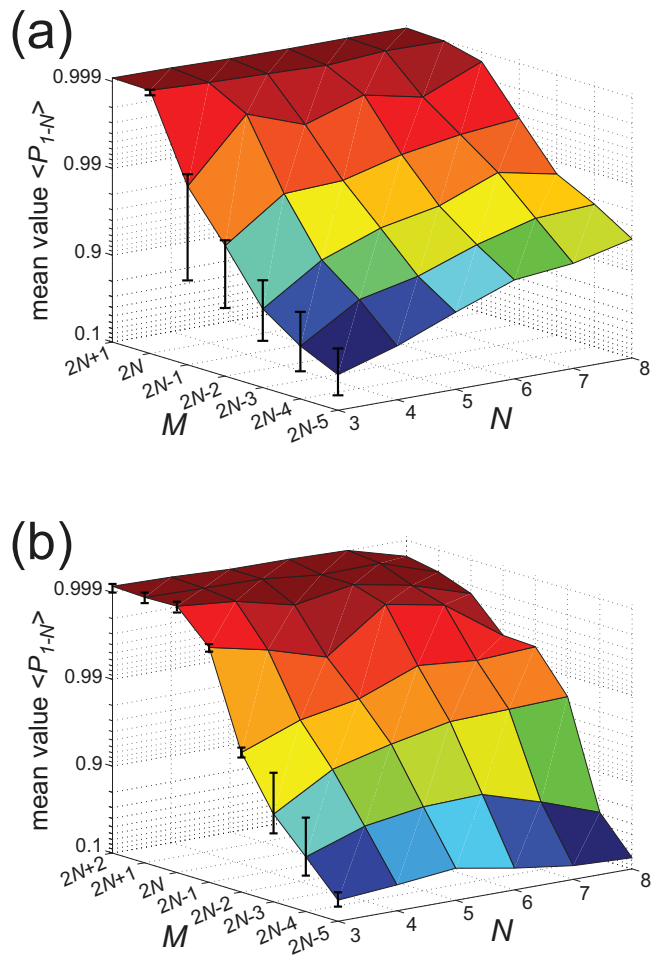 (a)
mean value <P1-N>
0.999
0.99
0.9
0.1
2N+1
2N
2N-1
2N-2
2N-3
2N-4
2N-5
M
3
4
5
6
7
8
N
(b)
mean value <P1-N>
0.999
0.99
0.9
0.1
2N+2
2N+1
2N
2N-1
2N-2
2N-3
2N-4
2N-5
M
3
4
5
6
7
8
N